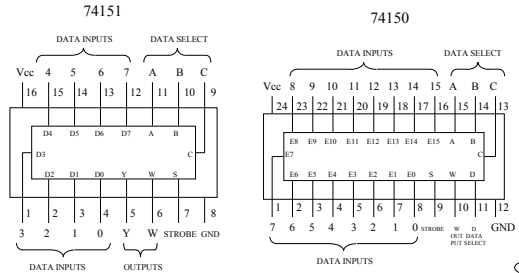 74151
DATA INPUTS DATA SELECT
Vcc 4 5 6 7 A B C
16 15 14 13 12 11 10 9
D4 D5 D6 D7 A B
D3 C
D2 D1 D0 Y W S
1 2 3 4 5 6 7 8
3 2 1 0 Y W STROBE GND
DATA INPUTS OUTPUTS
74150
DATA INPUTS DATA SELECT
Vcc 8 9 10 11 12 13 14 15 A B C
24 23 22 21 20 19 18 17 16 15 14 13
E8 E9 E10 E11 E12 E13 E14 E15 A B
E7 C
E6 E5 E4 E3 E2 E1 E0 S W D
1 2 3 4 5 6 7 8 9 10 11 12
7 6 5 4 3 2 1 0 STROBE W D GND
OUT DATA
PUT SELECT
DATA INPUTS